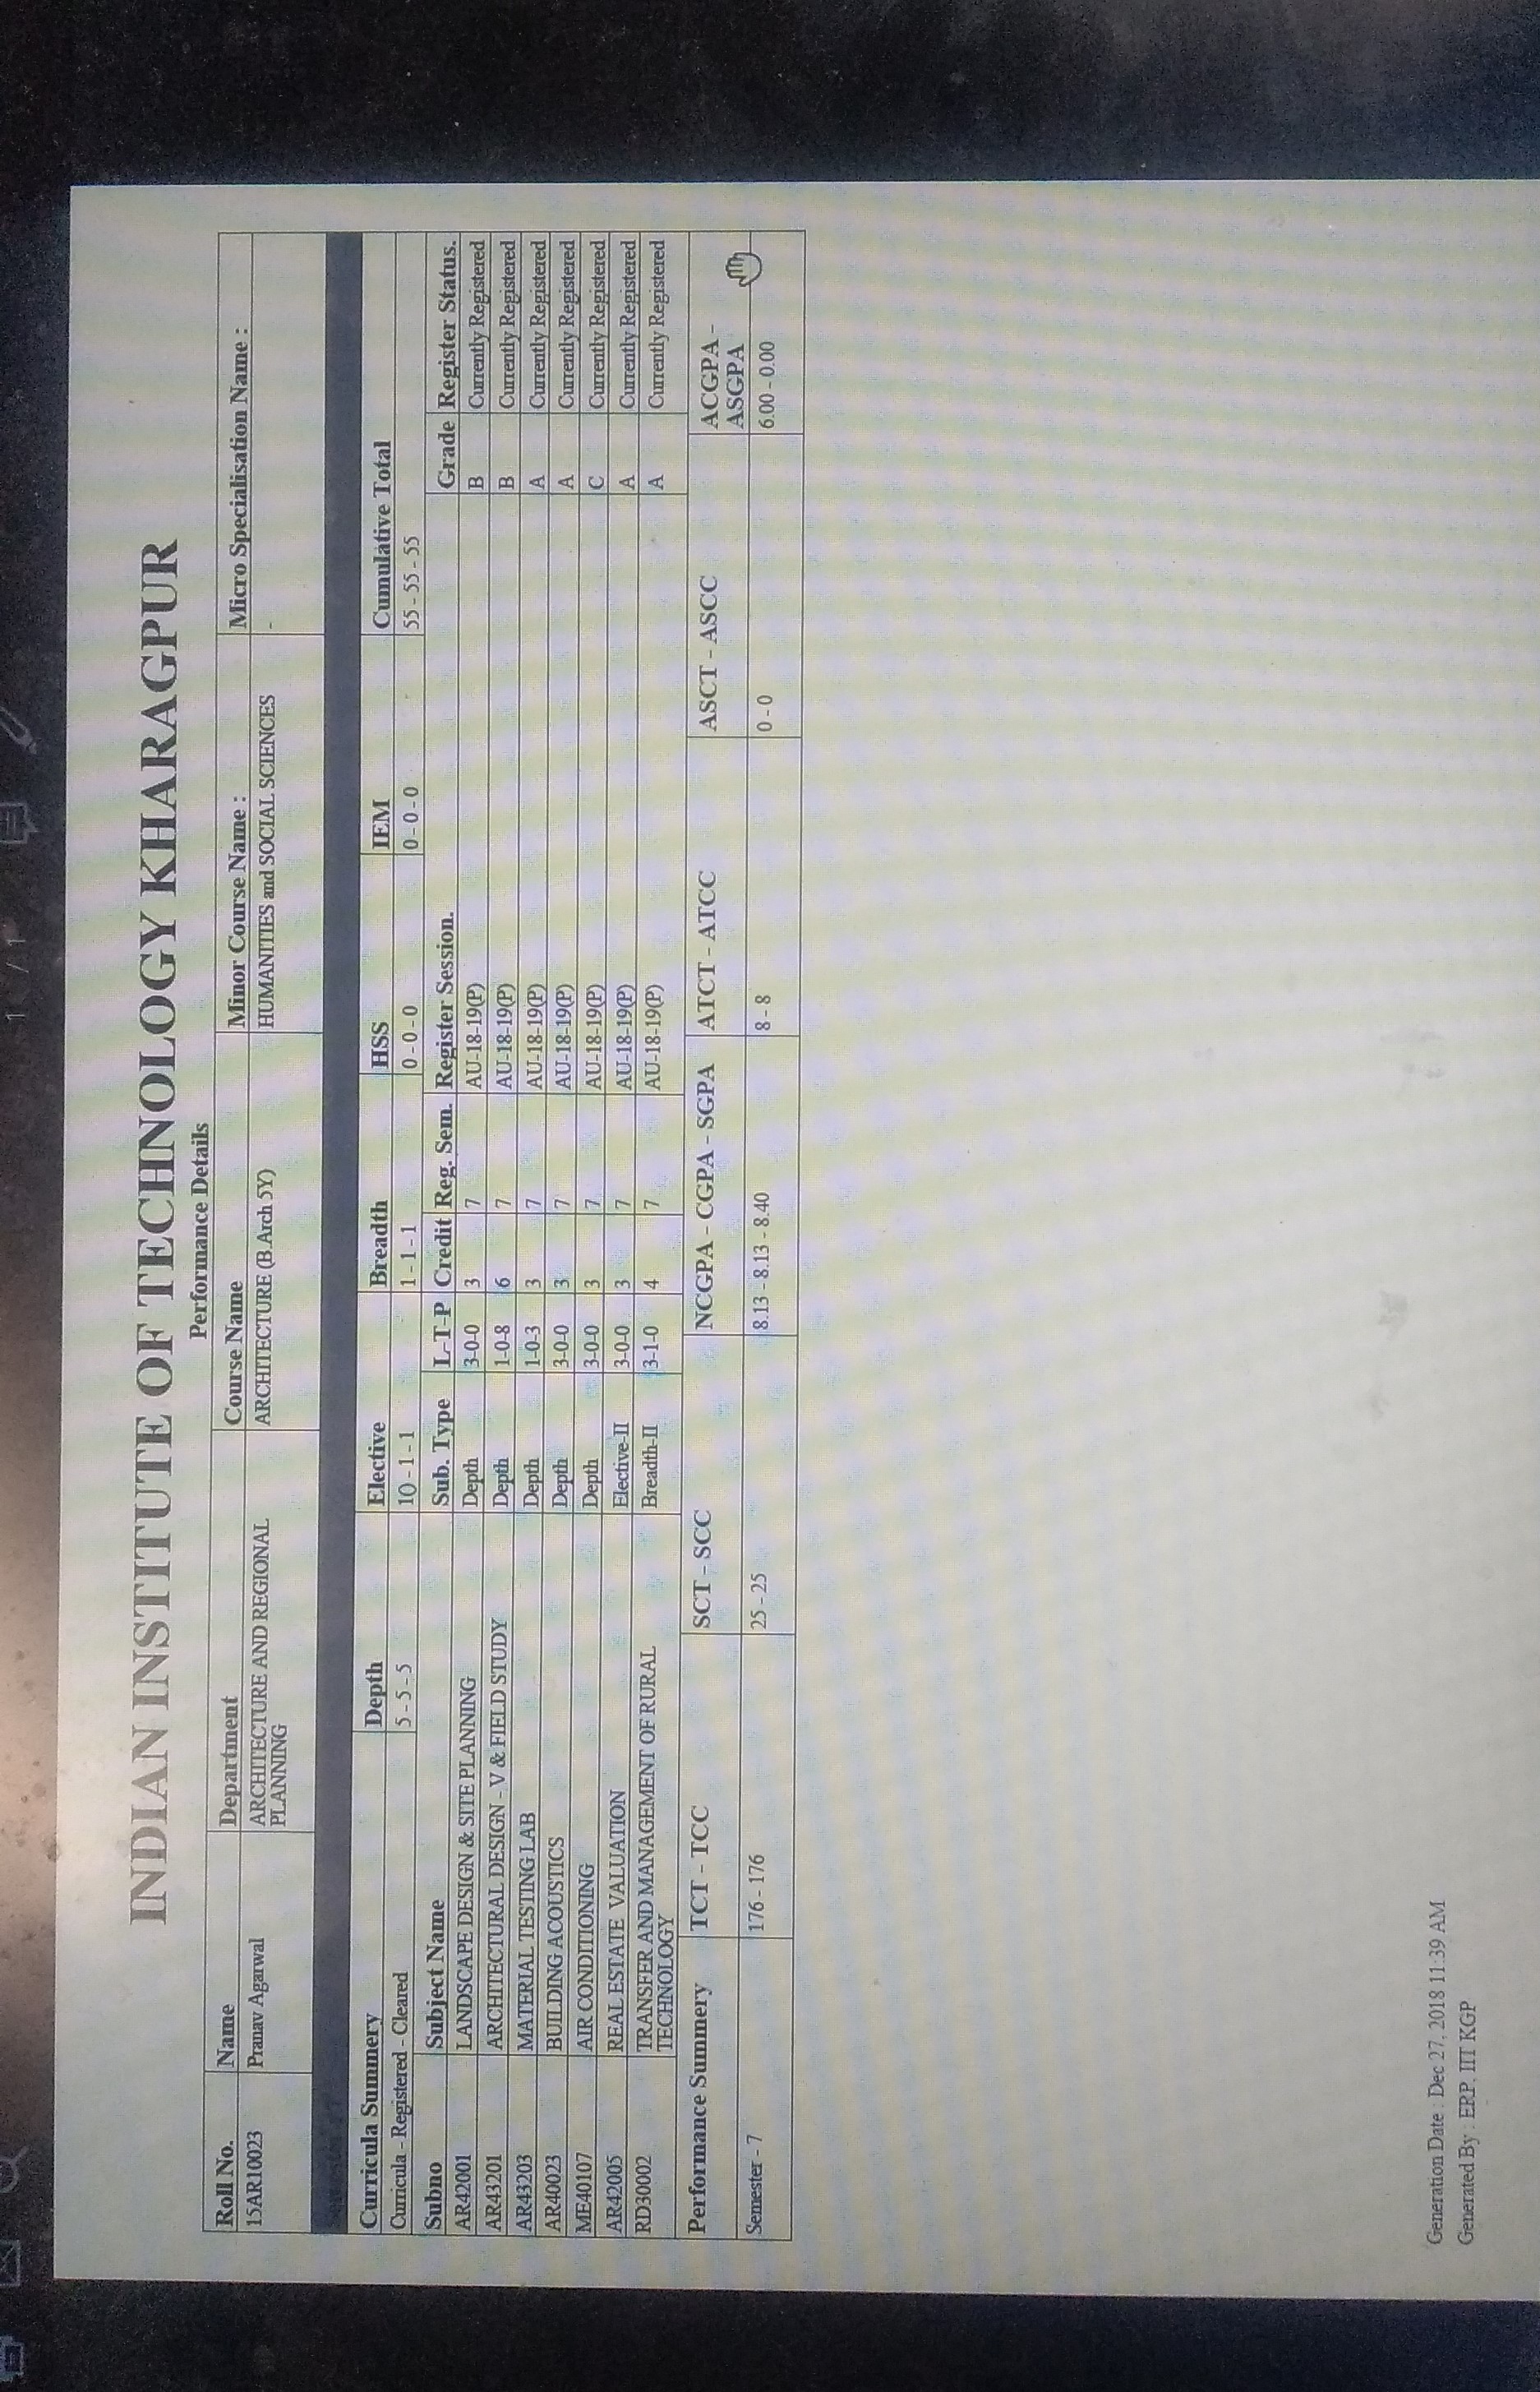 1 / 1
INDIAN INSTITUTE OF TECHNOLOGY KHARAGPUR
Performance Details
Roll No. Name Department Course Name Minor Course Name : Micro Specialisation Name :
15AR10023 Pranav Agarwal ARCHITECTURE AND REGIONAL ARCHITECTURE (B.Arch 5Y) HUMANITIES and SOCIAL SCIENCES -
PLANNING
Curricula Summery Depth Elective Breadth HSS IEM Cumulative Total
Curricula - Registered - Cleared 5 - 5 - 5 10 - 1 - 1 1 - 1 - 1 0 - 0 - 0 0 - 0 - 0 55 - 55 - 55
Subno Subject Name Sub. Type L-T-P Credit Reg. Sem. Register Session. Grade Register Status.
AR42001 LANDSCAPE DESIGN & SITE PLANNING Depth 3-0-0 3 7 AU-18-19(P) B Currently Registered
AR43201 ARCHITECTURAL DESIGN - V & FIELD STUDY Depth 1-0-8 6 7 AU-18-19(P) B Currently Registered
AR43203 MATERIAL TESTING LAB Depth 1-0-3 3 7 AU-18-19(P) A Currently Registered
AR40023 BUILDING ACOUSTICS Depth 3-0-0 3 7 AU-18-19(P) A Currently Registered
ME40107 AIR CONDITIONING Depth 3-0-0 3 7 AU-18-19(P) C Currently Registered
AR42005 REAL ESTATE VALUATION Elective-II 3-0-0 3 7 AU-18-19(P) A Currently Registered
RD30002 TRANSFER AND MANAGEMENT OF RURAL Breadth-II 3-1-0 4 7 AU-18-19(P) A Currently Registered
TECHNOLOGY
Performance Summery TCT - TCC SCT - SCC NCGPA - CGPA - SGPA ATCT - ATCC ASCT - ASCC ACGPA -
ASGPA
Semester - 7 176 - 176 25 - 25 8.13 - 8.13 - 8.40 8 - 8 0 - 0 6.00 - 0.00
Generation Date : Dec 27, 2018 11:39 AM
Generated By : ERP, IIT KGP